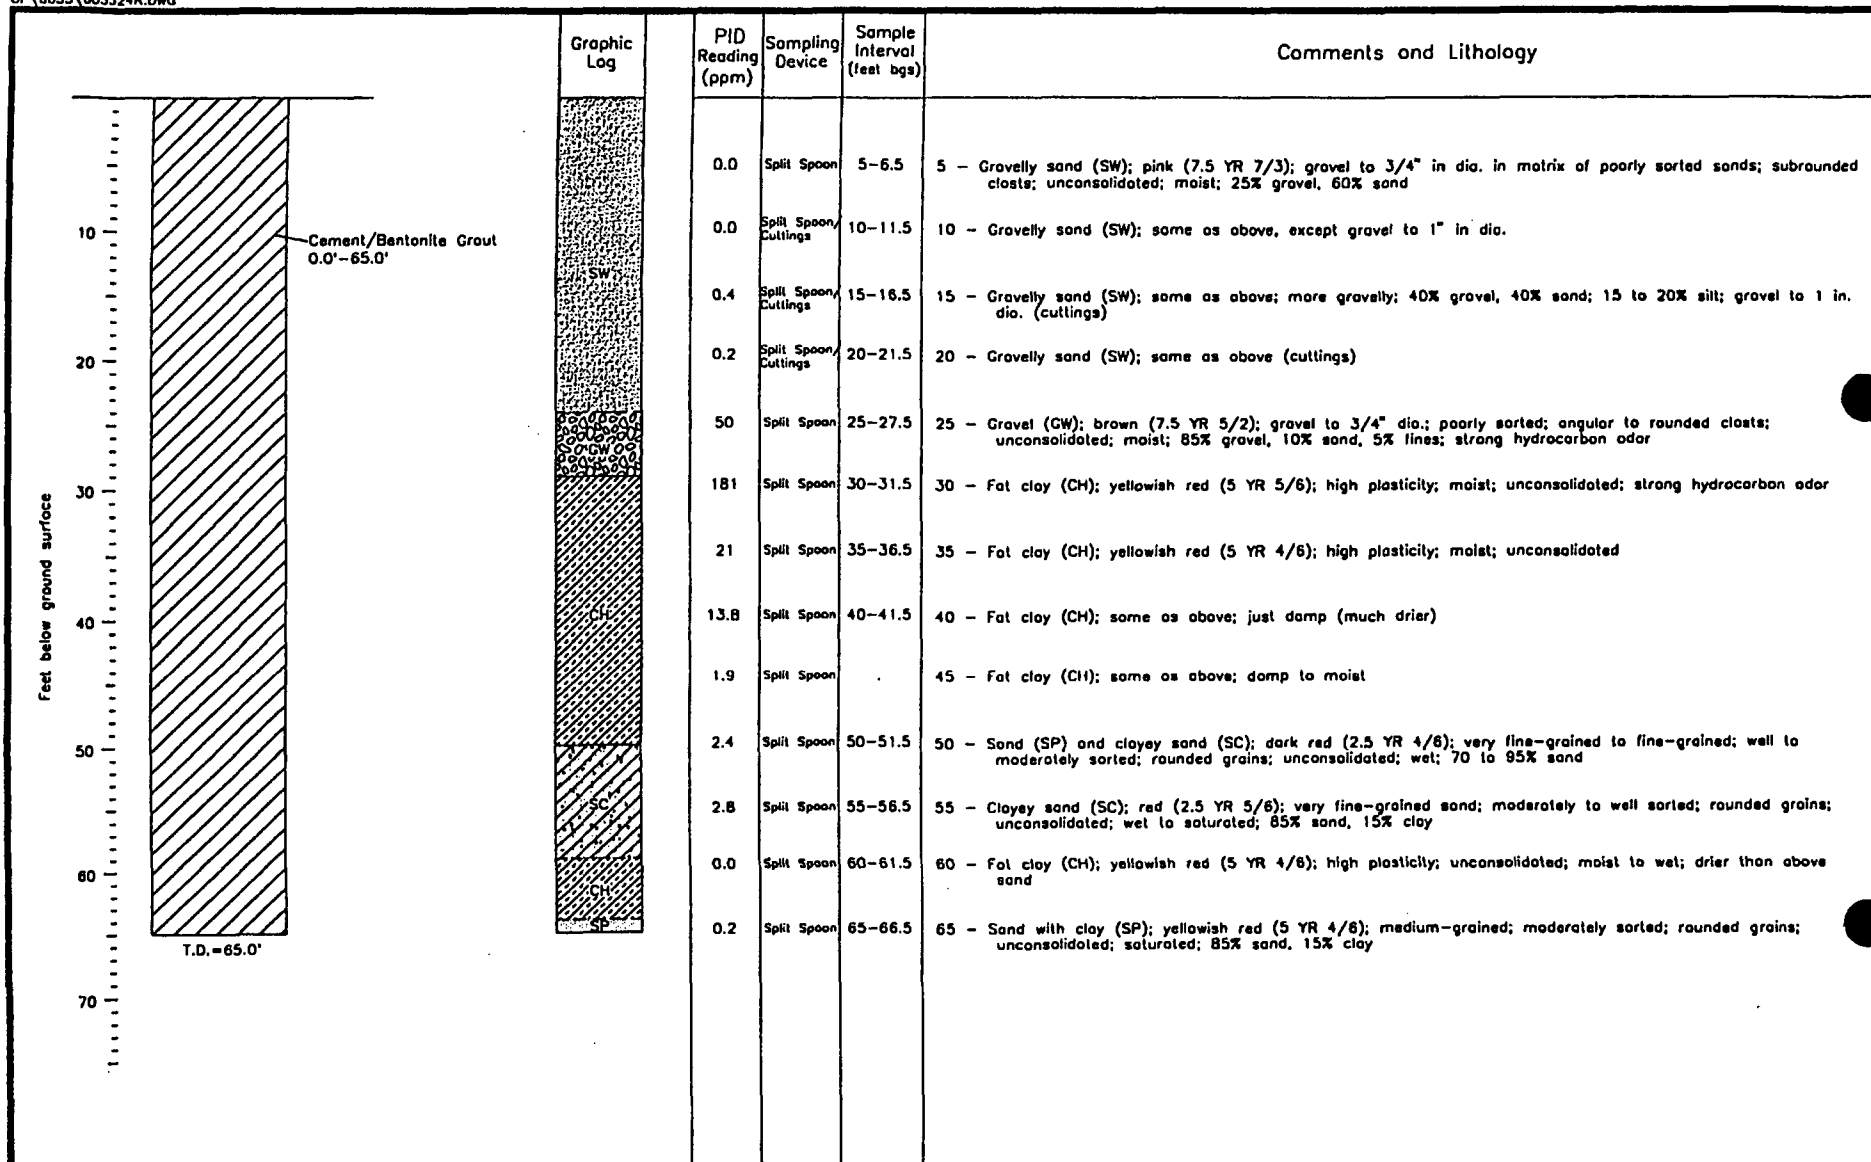 Graphic Log
PID Reading (ppm)
Sampling Device
Sample Interval (feet bgs)
Comments and Lithology
0.0 Split Spoon 5-6.5 5 - Gravelly sand (SW); pink (7.5 YR 7/3); gravel to 3/4" in dia. in matrix of poorly sorted sands; subrounded
clasts; unconsolidated; moist; 25% gravel, 60% sand
10
Cement/Bentonite Grout
0.0'-65.0'
0.0 Split Spoon/ Cuttings 10-11.5 10 - Gravelly sand (SW); same as above, except gravel to 1" in dia.
SW
0.4 Split Spoon/ Cuttings 15-16.5 15 - Gravelly sand (SW); same as above; more gravelly; 40% gravel, 40% sand; 15 to 20% silt; gravel to 1 in.
dia. (cuttings)
20
0.2 Split Spoon/ Cuttings 20-21.5 20 - Gravelly sand (SW); same as above (cuttings)
50 Split Spoon 25-27.5 25 - Gravel (GW); brown (7.5 YR 5/2); gravel to 3/4" dia.; poorly sorted; angular to rounded clasts;
unconsolidated; moist; 85% gravel, 10% sand, 5% fines; strong hydrocarbon odor
GW
30
181 Split Spoon 30-31.5 30 - Fat clay (CH); yellowish red (5 YR 5/6); high plasticity; moist; unconsolidated; strong hydrocarbon odor
Feet below ground surface
21 Split Spoon 35-36.5 35 - Fat clay (CH); yellowish red (5 YR 4/6); high plasticity; moist; unconsolidated
40
CH
13.8 Split Spoon 40-41.5 40 - Fat clay (CH); same as above; just damp (much drier)
1.9 Split Spoon 45 - Fat clay (CH); same as above; damp to moist
50
2.4 Split Spoon 50-51.5 50 - Sand (SP) and clayey sand (SC); dark red (2.5 YR 4/6); very fine-grained to fine-grained; well to
moderately sorted; rounded grains; unconsolidated; wet; 70 to 95% sand
SC
2.8 Split Spoon 55-56.5 55 - Clayey sand (SC); red (2.5 YR 5/6); very fine-grained sand; moderately to well sorted; rounded grains;
unconsolidated; wet to saturated; 85% sand, 15% clay
60
CH
0.0 Split Spoon 60-61.5 60 - Fat clay (CH); yellowish red (5 YR 4/6); high plasticity; unconsolidated; moist to wet; drier than above
sand
SP
0.2 Split Spoon 65-66.5 65 - Sand with clay (SP); yellowish red (5 YR 4/6); medium-grained; moderately sorted; rounded grains;
unconsolidated; saturated; 85% sand, 15% clay
T.D.=65.0'
70